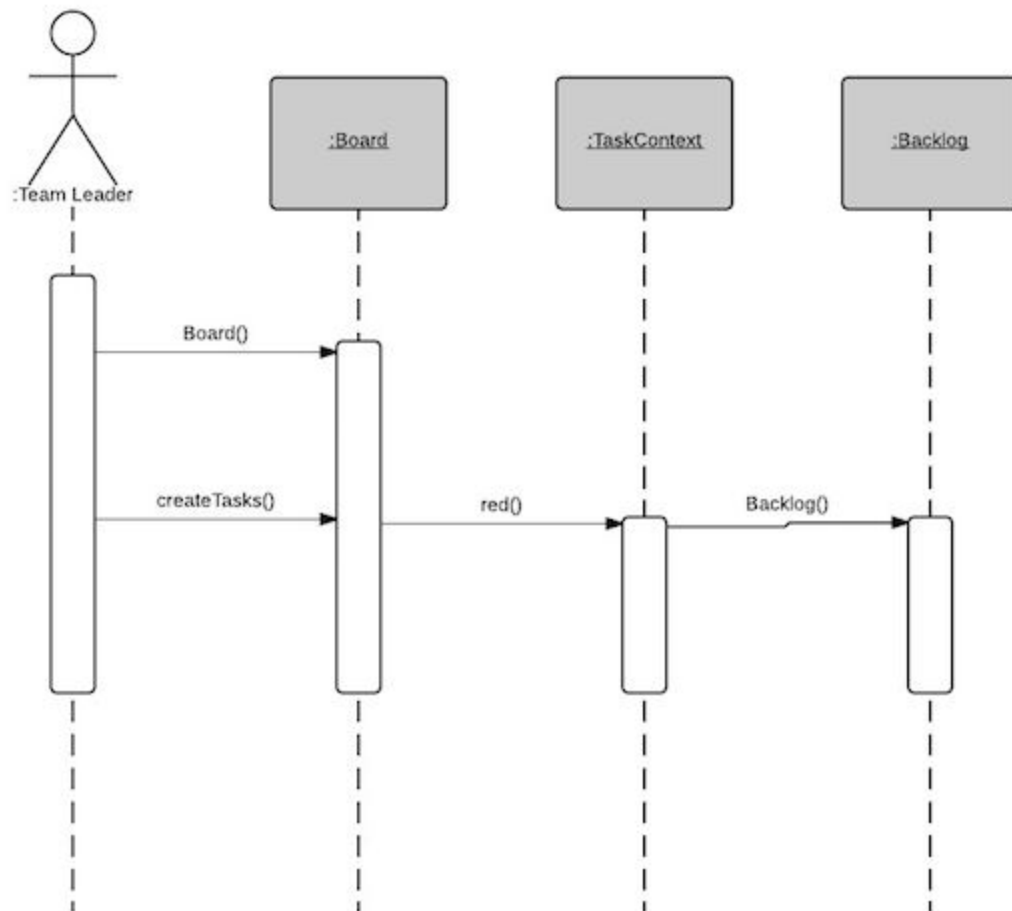 :Team Leader
:Board
:TaskContext
:Backlog
Board()
createTasks()
red()
Backlog()